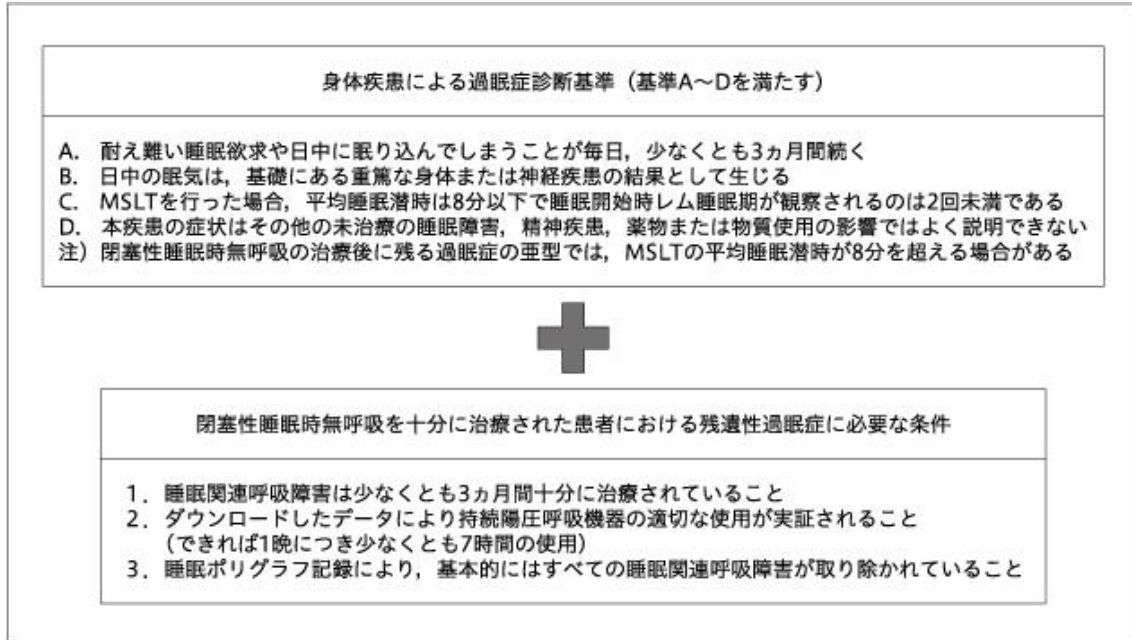 身体疾患による過眠症診断基準（基準A～Dを満たす）
A. 耐え難い睡眠欲求や日中に眠り込んでしまうことが毎日，少なくとも3ヵ月間続く
B. 日中の眠気は，基礎にある重篤な身体または神経疾患の結果として生じる
C. MSLTを行った場合，平均睡眠潜時は8分以下で睡眠開始時レム睡眠期が観察されるのは2回未満である
D. 本疾患の症状はその他の未治療の睡眠障害，精神疾患，薬物または物質使用の影響ではよく説明できない
注）閉塞性睡眠時無呼吸の治療後に残る過眠症の亜型では，MSLTの平均睡眠潜時が8分を超える場合がある
閉塞性睡眠時無呼吸を十分に治療された患者における残遺性過眠症に必要な条件
1．睡眠関連呼吸障害は少なくとも3ヵ月間十分に治療されていること
2．ダウンロードしたデータにより持続陽圧呼吸機器の適切な使用が実証されること
（できれば1晩につき少なくとも7時間の使用）
3．睡眠ポリグラフ記録により，基本的にはすべての睡眠関連呼吸障害が取り除かれていること